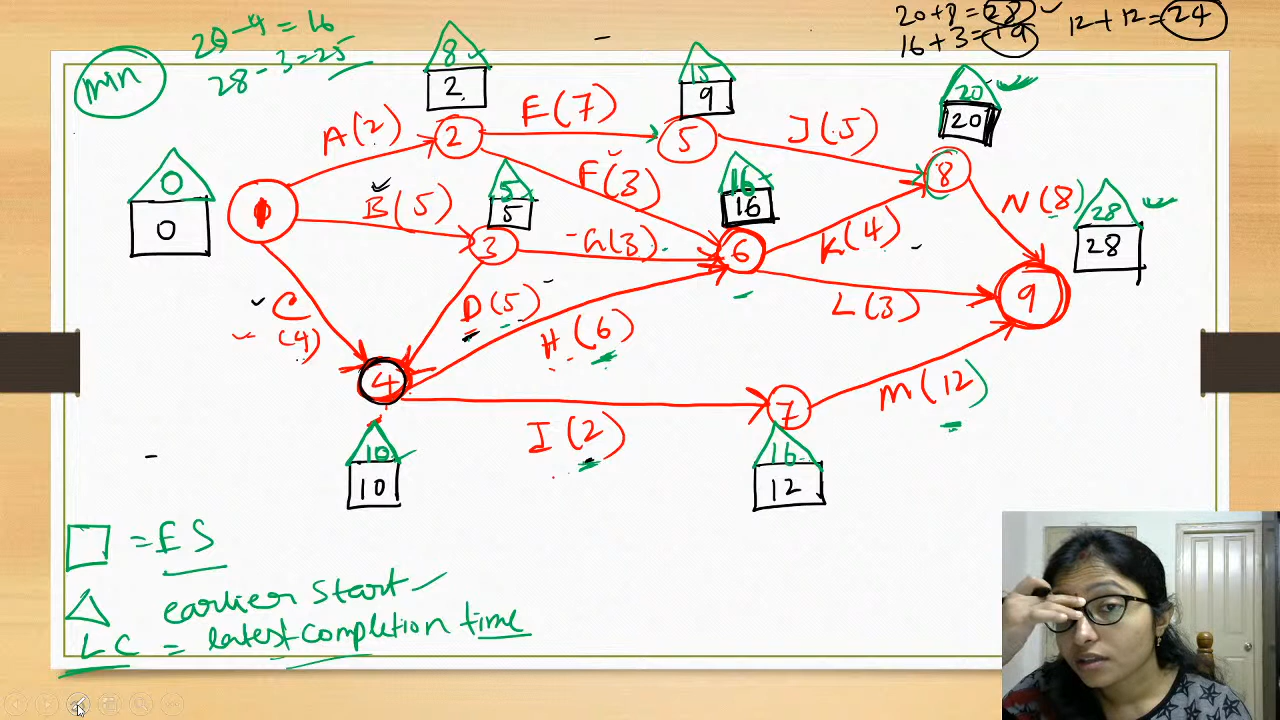 20-4=16
28-3=25
min
20+8=28
16+3=19
12+12=24
8
2
15
9
20
20
A(2)
2
E(7)
5
J(5)
8
0
0
1
B(5)
5
5
3
F(3)
16
16
6
N(8)
28
28
G(3)
K(4)
9
C
(4)
D(5)
H(6)
L(3)
4
I(2)
7
M(12)
10
10
16
12
= ES
earlier start
LC = latest completion time